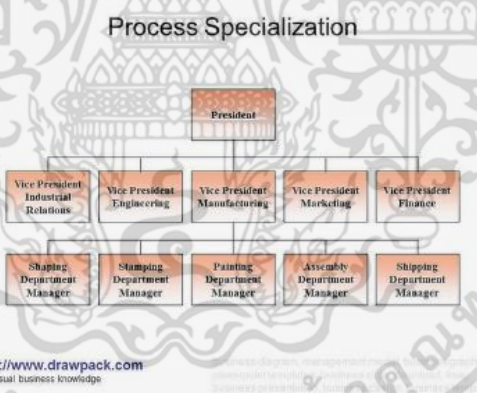 Process Specialization
President
Vice President
Industrial
Relations
Vice President
Engineering
Vice President
Manufacturing
Vice President
Marketing
Vice President
Finance
Shaping
Department
Manager
Stamping
Department
Manager
Painting
Department
Manager
Assembly
Department
Manager
Shipping
Department
Manager
://www.drawpack.com
sual business knowledge